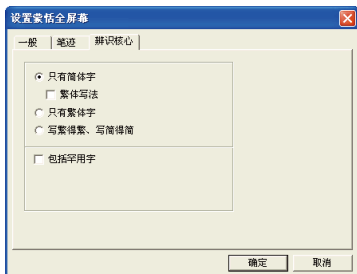 设置蒙恬全屏幕
一般 笔迹 辨识核心
只有简体字
繁体写法
只有繁体字
写繁得繁、写简得简
包括罕用字
确定 取消